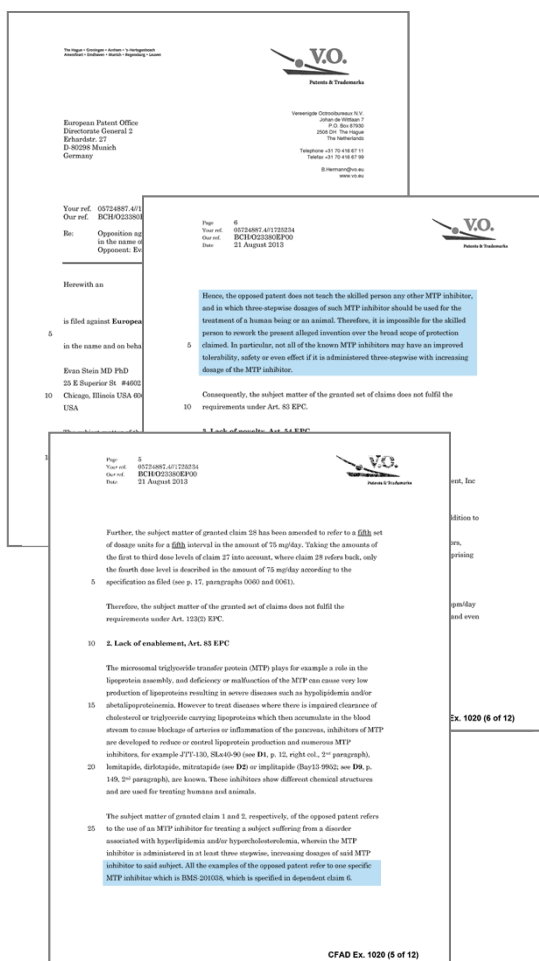 The Hague • Groningen • Arnhem • 's-Hertogenbosch
Amersfoort • Eindhoven • Munich • Regensburg • Leuven
V.O.
Patents & Trademarks
Vereenigde Octrooibureaux N.V.
Johan de Wittlaan 7
P.O. Box 87930
2508 DH The Hague
The Netherlands
Telephone +31 70 416 67 11
Telefax +31 70 416 67 99
B.Hermann@vo.eu
www.vo.eu
European Patent Office
Directorate General 2
Erhardtstr. 27
D-80298 Munich
Germany
Your ref. 05724887.4//1
Our ref. BCH/O23380E
Re: Opposition ag
in the name o
Opponent: Ev
Herewith an
is filed against Europea
5
in the name and on beha
Evan Stein MD PhD
25 E Superior St #4602
10 Chicago, Illinois USA 60
USA
Page 6
Your ref. 05724887.4//1725234
Our ref. BCH/O23380EP00
Date 21 August 2013
V.O.
Patents & Trademarks
Hence, the opposed patent does not teach the skilled person any other MTP inhibitor,
and in which three-stepwise dosages of such MTP inhibitor should be used for the
treatment of a human being or an animal. Therefore, it is impossible for the skilled
person to rework the present alleged invention over the broad scope of protection
5 claimed. In particular, not all of the known MTP inhibitors may have an improved
tolerability, safety or even effect if it is administered three-stepwise with increasing
dosage of the MTP inhibitor.
Consequently, the subject matter of the granted set of claims does not fulfil the
10 requirements under Art. 83 EPC.
3. Lack of novelty, Art. 54 EPC
ent, Inc
ddition to
ors,
prising
pm/day
and even
Ex. 1020 (6 of 12)
Page 5
Your ref. 05724887.4//1725234
Our ref. BCH/O23380EP00
Date 21 August 2013
V.O.
Patents & Trademarks
Further, the subject matter of granted claim 28 has been amended to refer to a fifth set
of dosage units for a fifth interval in the amount of 75 mg/day. Taking the amounts of
the first to third dose levels of claim 27 into account, where claim 28 refers back, only
the fourth dose level is described in the amount of 75 mg/day according to the
5 specification as filed (see p. 17, paragraphs 0060 and 0061).
Therefore, the subject matter of the granted set of claims does not fulfil the
requirements under Art. 123(2) EPC.
10 2. Lack of enablement, Art. 83 EPC
The microsomal triglyceride transfer protein (MTP) plays for example a role in the
lipoprotein assembly, and deficiency or malfunction of the MTP can cause very low
production of lipoproteins resulting in severe diseases such as hypolipidemia and/or
15 abetalipoproteinemia. However to treat diseases where there is impaired clearance of
cholesterol or triglyceride carrying lipoproteins which then accumulate in the blood
stream to cause blockage of arteries or inflammation of the pancreas, inhibitors of MTP
are developed to reduce or control lipoprotein production and numerous MTP
inhibitors, for example JTT-130, SLx40-90 (see D1, p. 12, right col., 2nd paragraph),
20 lomitapide, dirlotapide, mitratapide (see D2) or implitapide (Bay13-9952; see D9, p.
149, 2nd paragraph), are known. These inhibitors show different chemical structures
and are used for treating humans and animals.
The subject matter of granted claim 1 and 2, respectively, of the opposed patent refers
25 to the use of an MTP inhibitor for treating a subject suffering from a disorder
associated with hyperlipidemia and/or hypercholesterolemia, wherein the MTP
inhibitor is administered in at least three stepwise, increasing dosages of said MTP
inhibitor to said subject. All the examples of the opposed patent refer to one specific
MTP inhibitor which is BMS-201038, which is specified in dependent claim 6.
CFAD Ex. 1020 (5 of 12)